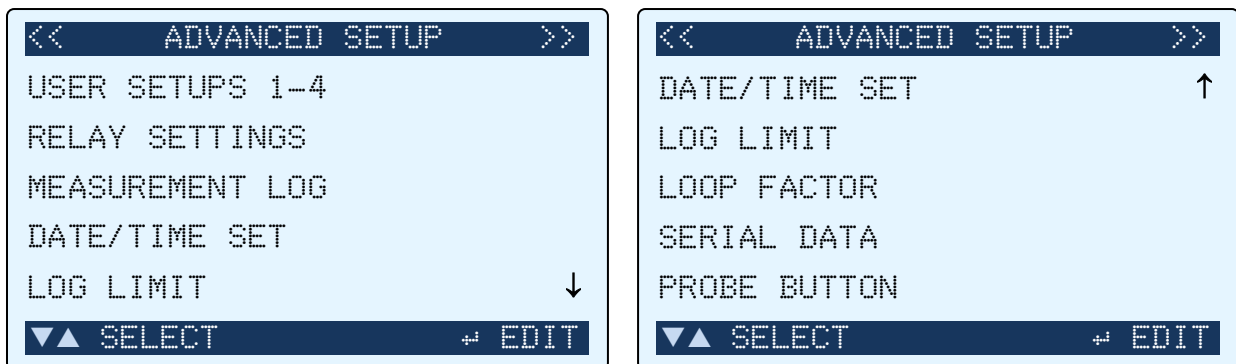 << ADVANCED SETUP >>
USER SETUPS 1-4
RELAY SETTINGS
MEASUREMENT LOG
DATE/TIME SET
LOG LIMIT ↓
▼▲ SELECT ↵ EDIT
<< ADVANCED SETUP >>
DATE/TIME SET ↑
LOG LIMIT
LOOP FACTOR
SERIAL DATA
PROBE BUTTON
▼▲ SELECT ↵ EDIT